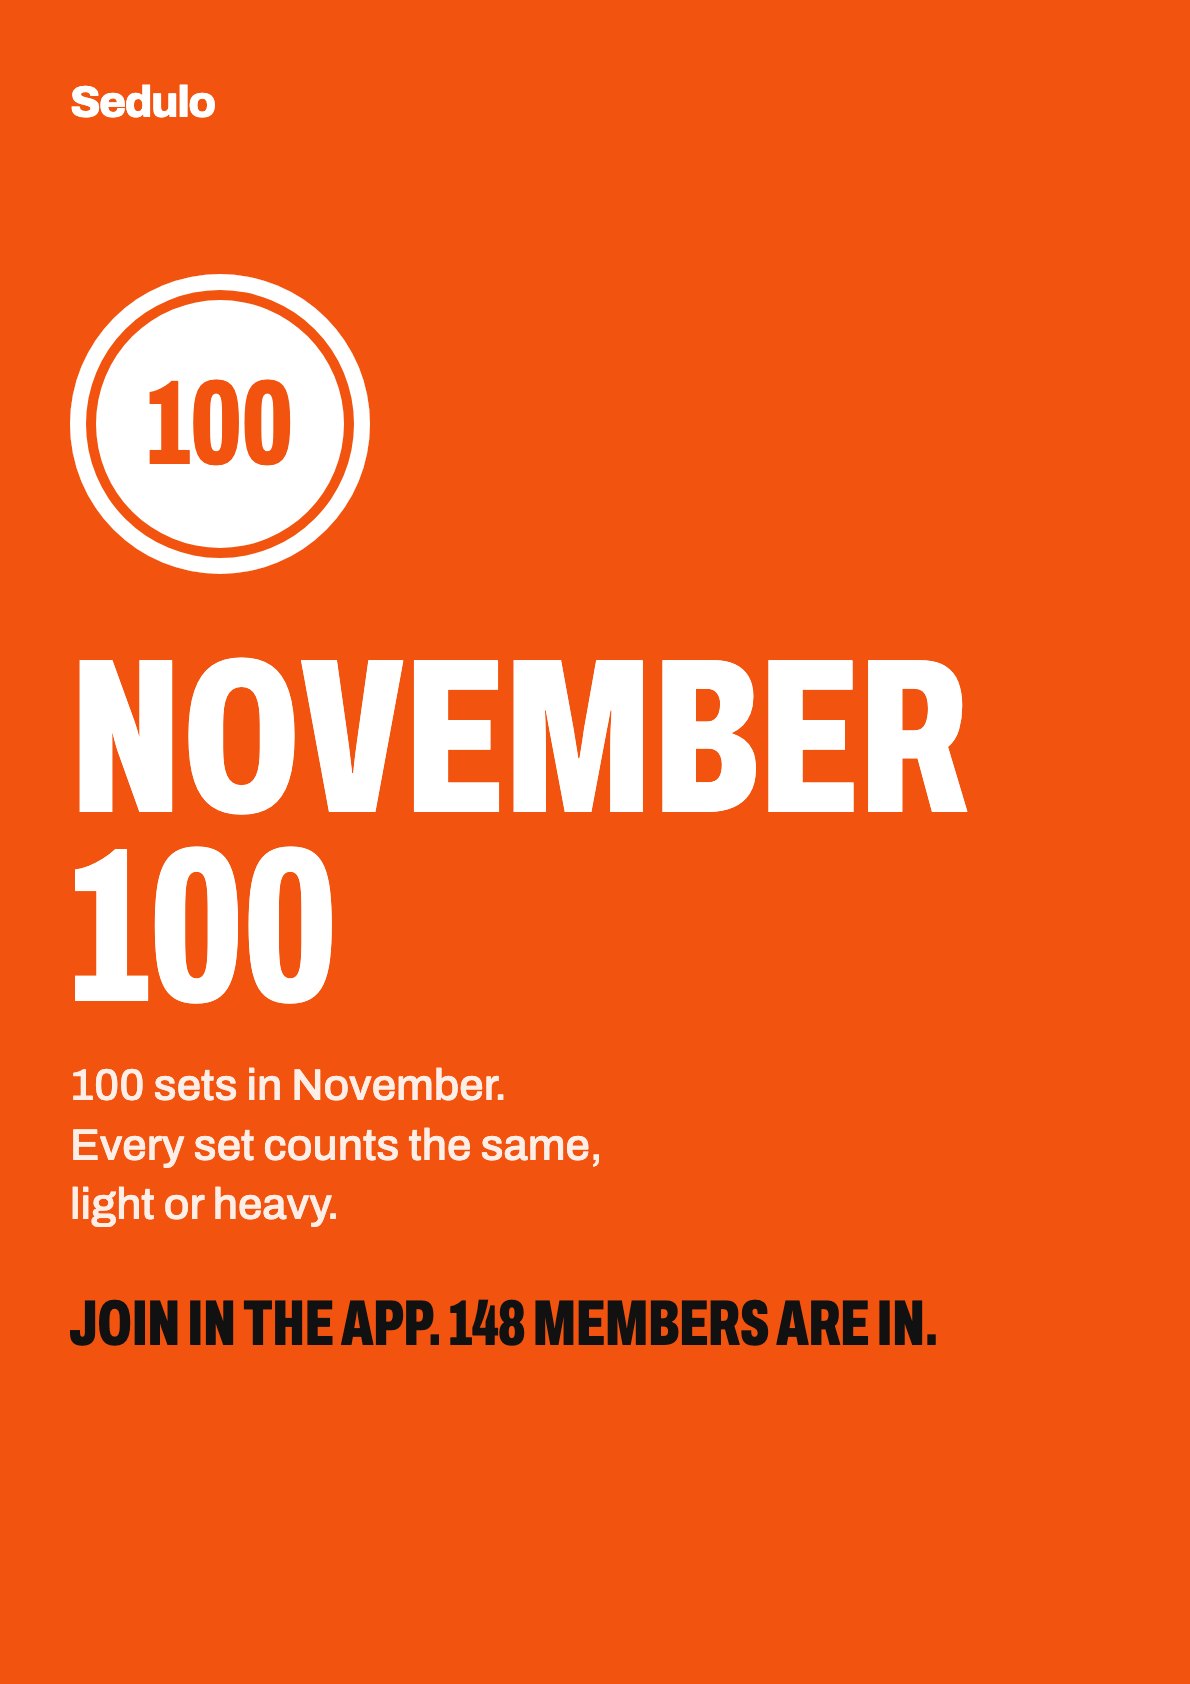 Sedulo
100
NOVEMBER
100
100 sets in November.
Every set counts the same,
light or heavy.
JOIN IN THE APP. 148 MEMBERS ARE IN.